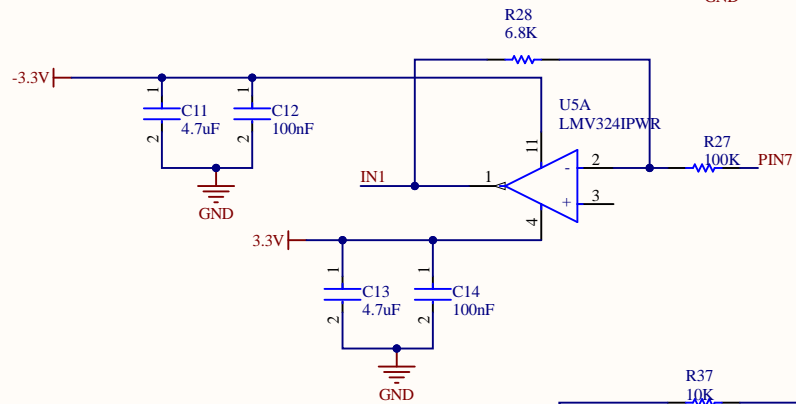 GND
R28
6.8K
-3.3V
1
C11
4.7uF
2
1
C12
100nF
2
GND
U5A
LMV324IPWR
11
2
-
R27
100K
PIN7
IN1
1
3
+
4
3.3V
1
C13
4.7uF
2
1
C14
100nF
2
GND
R37
10K